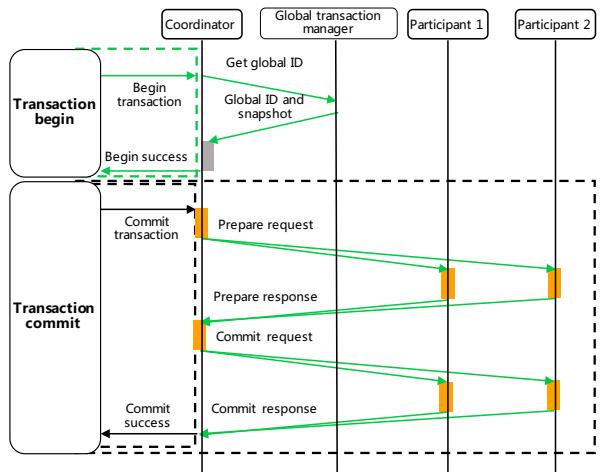 Coordinator
Global transaction
manager
Participant 1
Participant 2
Get global ID
Begin
transaction
Transaction
begin
Global ID and
snapshot
Begin success
Commit
transaction
Prepare request
Prepare response
Transaction
commit
Commit request
Commit
success
Commit response